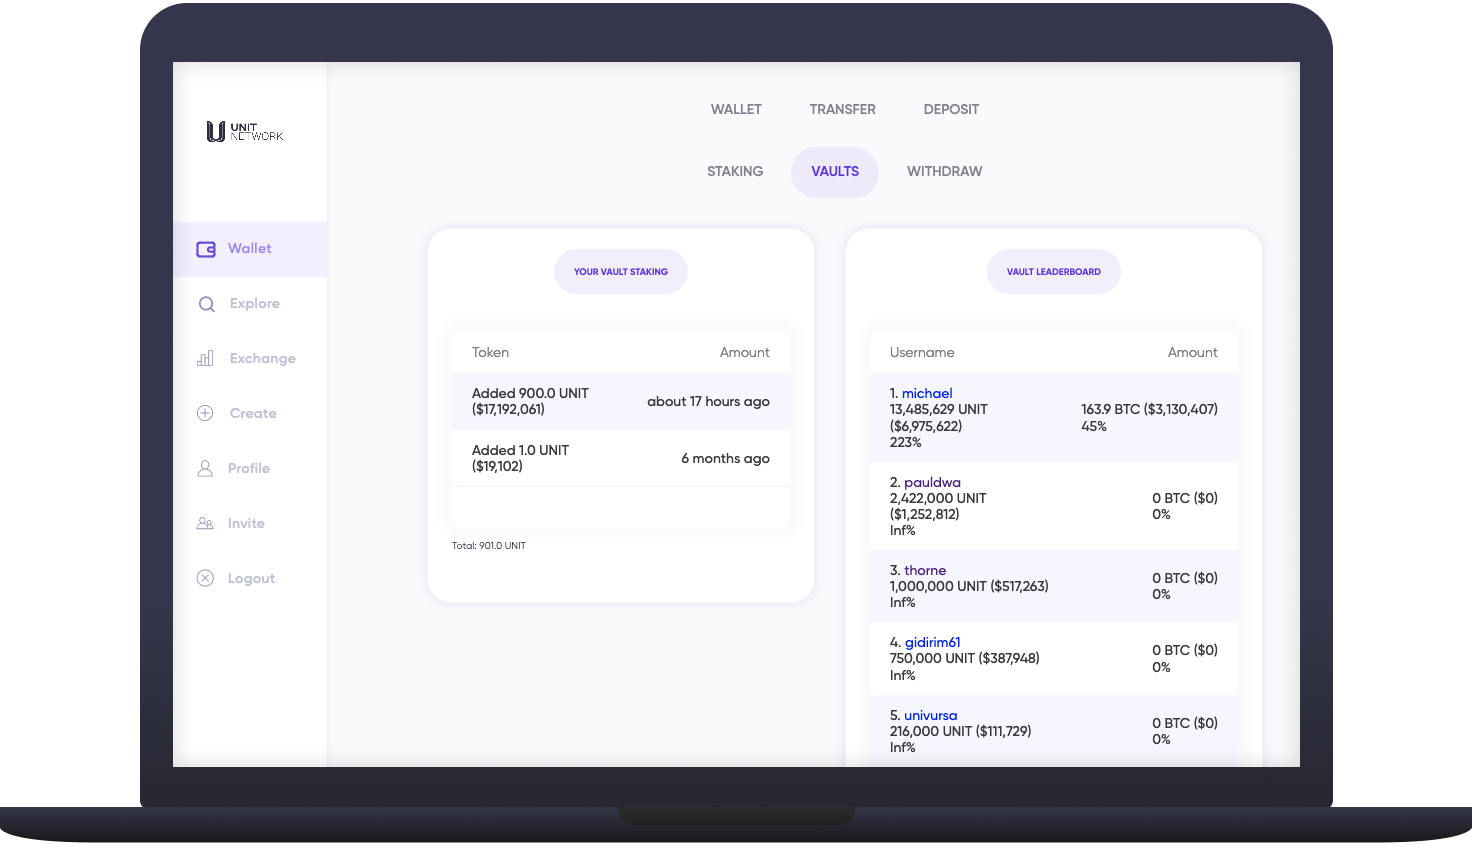 UNIT
NETWORK
WALLET TRANSFER DEPOSIT
STAKING VAULTS WITHDRAW
Wallet
Explore
Exchange
Create
Profile
Invite
Logout
YOUR VAULT STAKING
Token Amount
Added 900.0 UNIT
($17,192,061)
about 17 hours ago
Added 1.0 UNIT
($19,102)
6 months ago
Total: 901.0 UNIT
VAULT LEADERBOARD
Username Amount
1. michael
13,485,629 UNIT
($6,975,622)
223%
163.9 BTC ($3,130,407)
45%
2. pauldwa
2,422,000 UNIT
($1,252,812)
Inf%
0 BTC ($0)
0%
3. thorne
1,000,000 UNIT ($517,263)
Inf%
0 BTC ($0)
0%
4. gidirim61
750,000 UNIT ($387,948)
Inf%
0 BTC ($0)
0%
5. univursa
216,000 UNIT ($111,729)
Inf%
0 BTC ($0)
0%